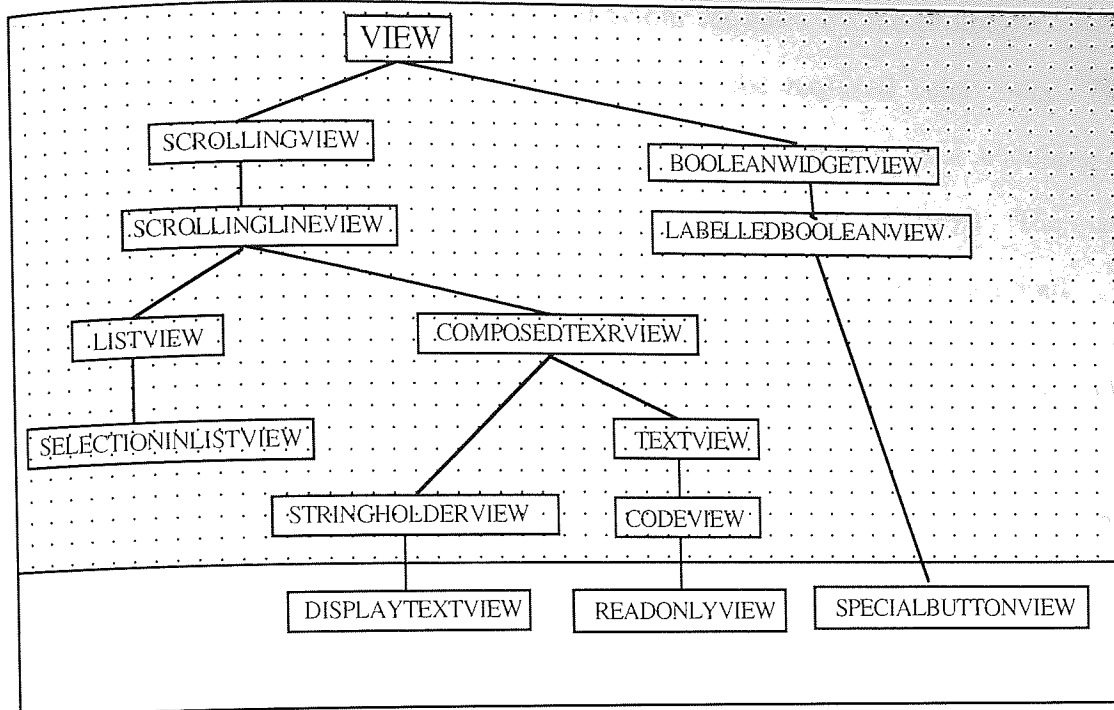 VIEW
SCROLLINGVIEW
BOOLEANWIDGETVIEW
SCROLLINGLINEVIEW
LABELLEDBOOLEANVIEW
LISTVIEW
COMPOSEDTEXRVIEW
SELECTIONINLISTVIEW
TEXTVIEW
STRINGHOLDERVIEW
CODEVIEW
DISPLAYTEXTVIEW
READONLYVIEW
SPECIALBUTTONVIEW